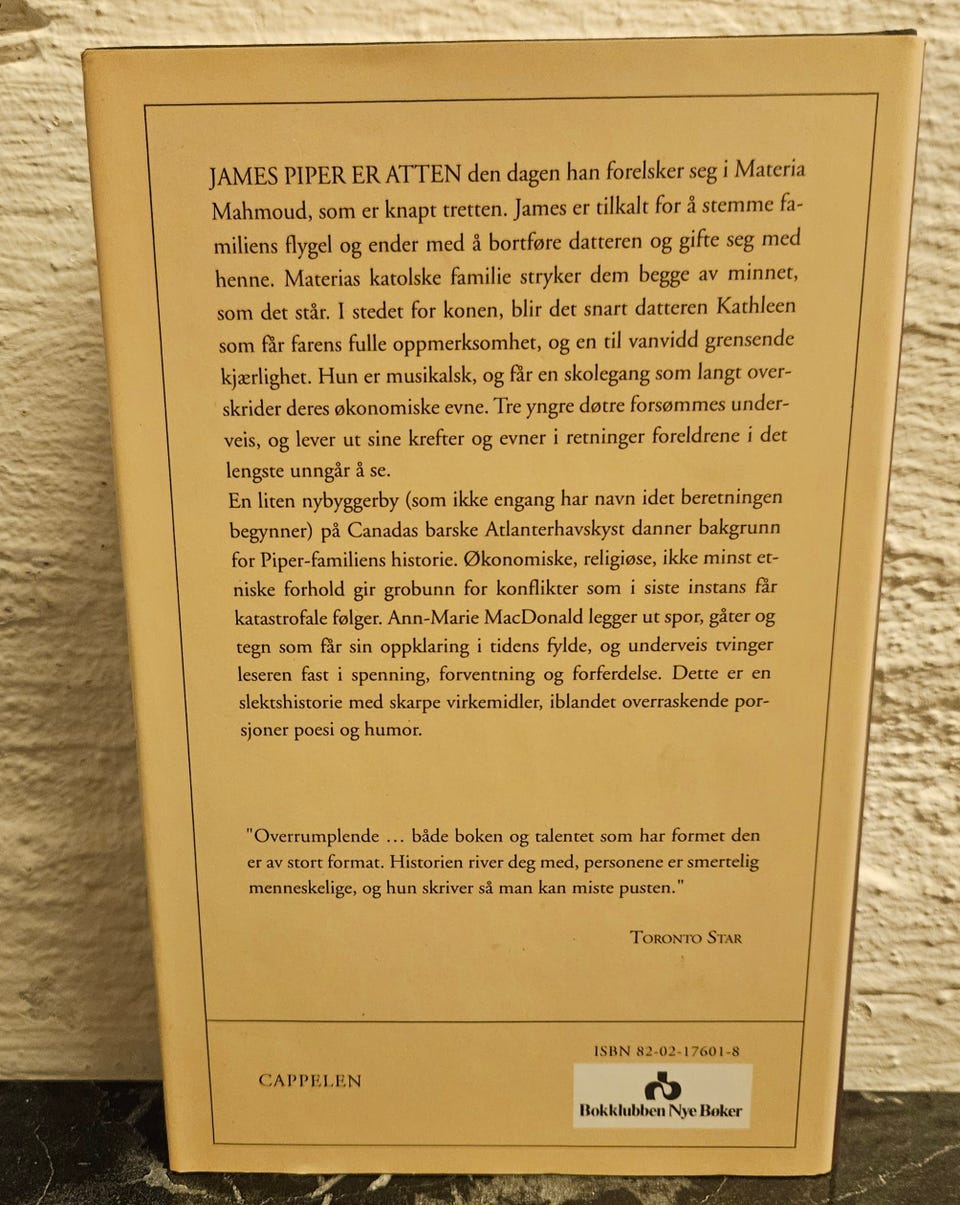 JAMES PIPER ER ATTEN den dagen han forelsker seg i Materia
Mahmoud, som er knapt tretten. James er tilkalt for å stemme fa-
miliens flygel og ender med å bortføre datteren og gifte seg med
henne. Materias katolske familie stryker dem begge av minnet,
som det står. I stedet for konen, blir det snart datteren Kathleen
som får farens fulle oppmerksomhet, og en til vanvidd grensende
kjærlighet. Hun er musikalsk, og får en skolegang som langt over-
skrider deres økonomiske evne. Tre yngre døtre forsømmes under-
veis, og lever ut sine krefter og evner i retninger foreldrene i det
lengste unngår å se.
En liten nybyggerby (som ikke engang har navn idet beretningen
begynner) på Canadas barske Atlanterhavskyst danner bakgrunn
for Piper-familiens historie. Økonomiske, religiøse, ikke minst et-
niske forhold gir grobunn for konflikter som i siste instans får
katastrofale følger. Ann-Marie MacDonald legger ut spor, gåter og
tegn som får sin oppklaring i tidens fylde, og underveis tvinger
leseren fast i spenning, forventning og forferdelse. Dette er en
slektshistorie med skarpe virkemidler, iblandet overraskende por-
sjoner poesi og humor.
"Overrumplende ... både boken og talentet som har formet den
er av stort format. Historien river deg med, personene er smertelig
menneskelige, og hun skriver så man kan miste pusten."
TORONTO STAR
ISBN 82-02-17601-8
CAPPELEN
Bokklubben Nye Bøker